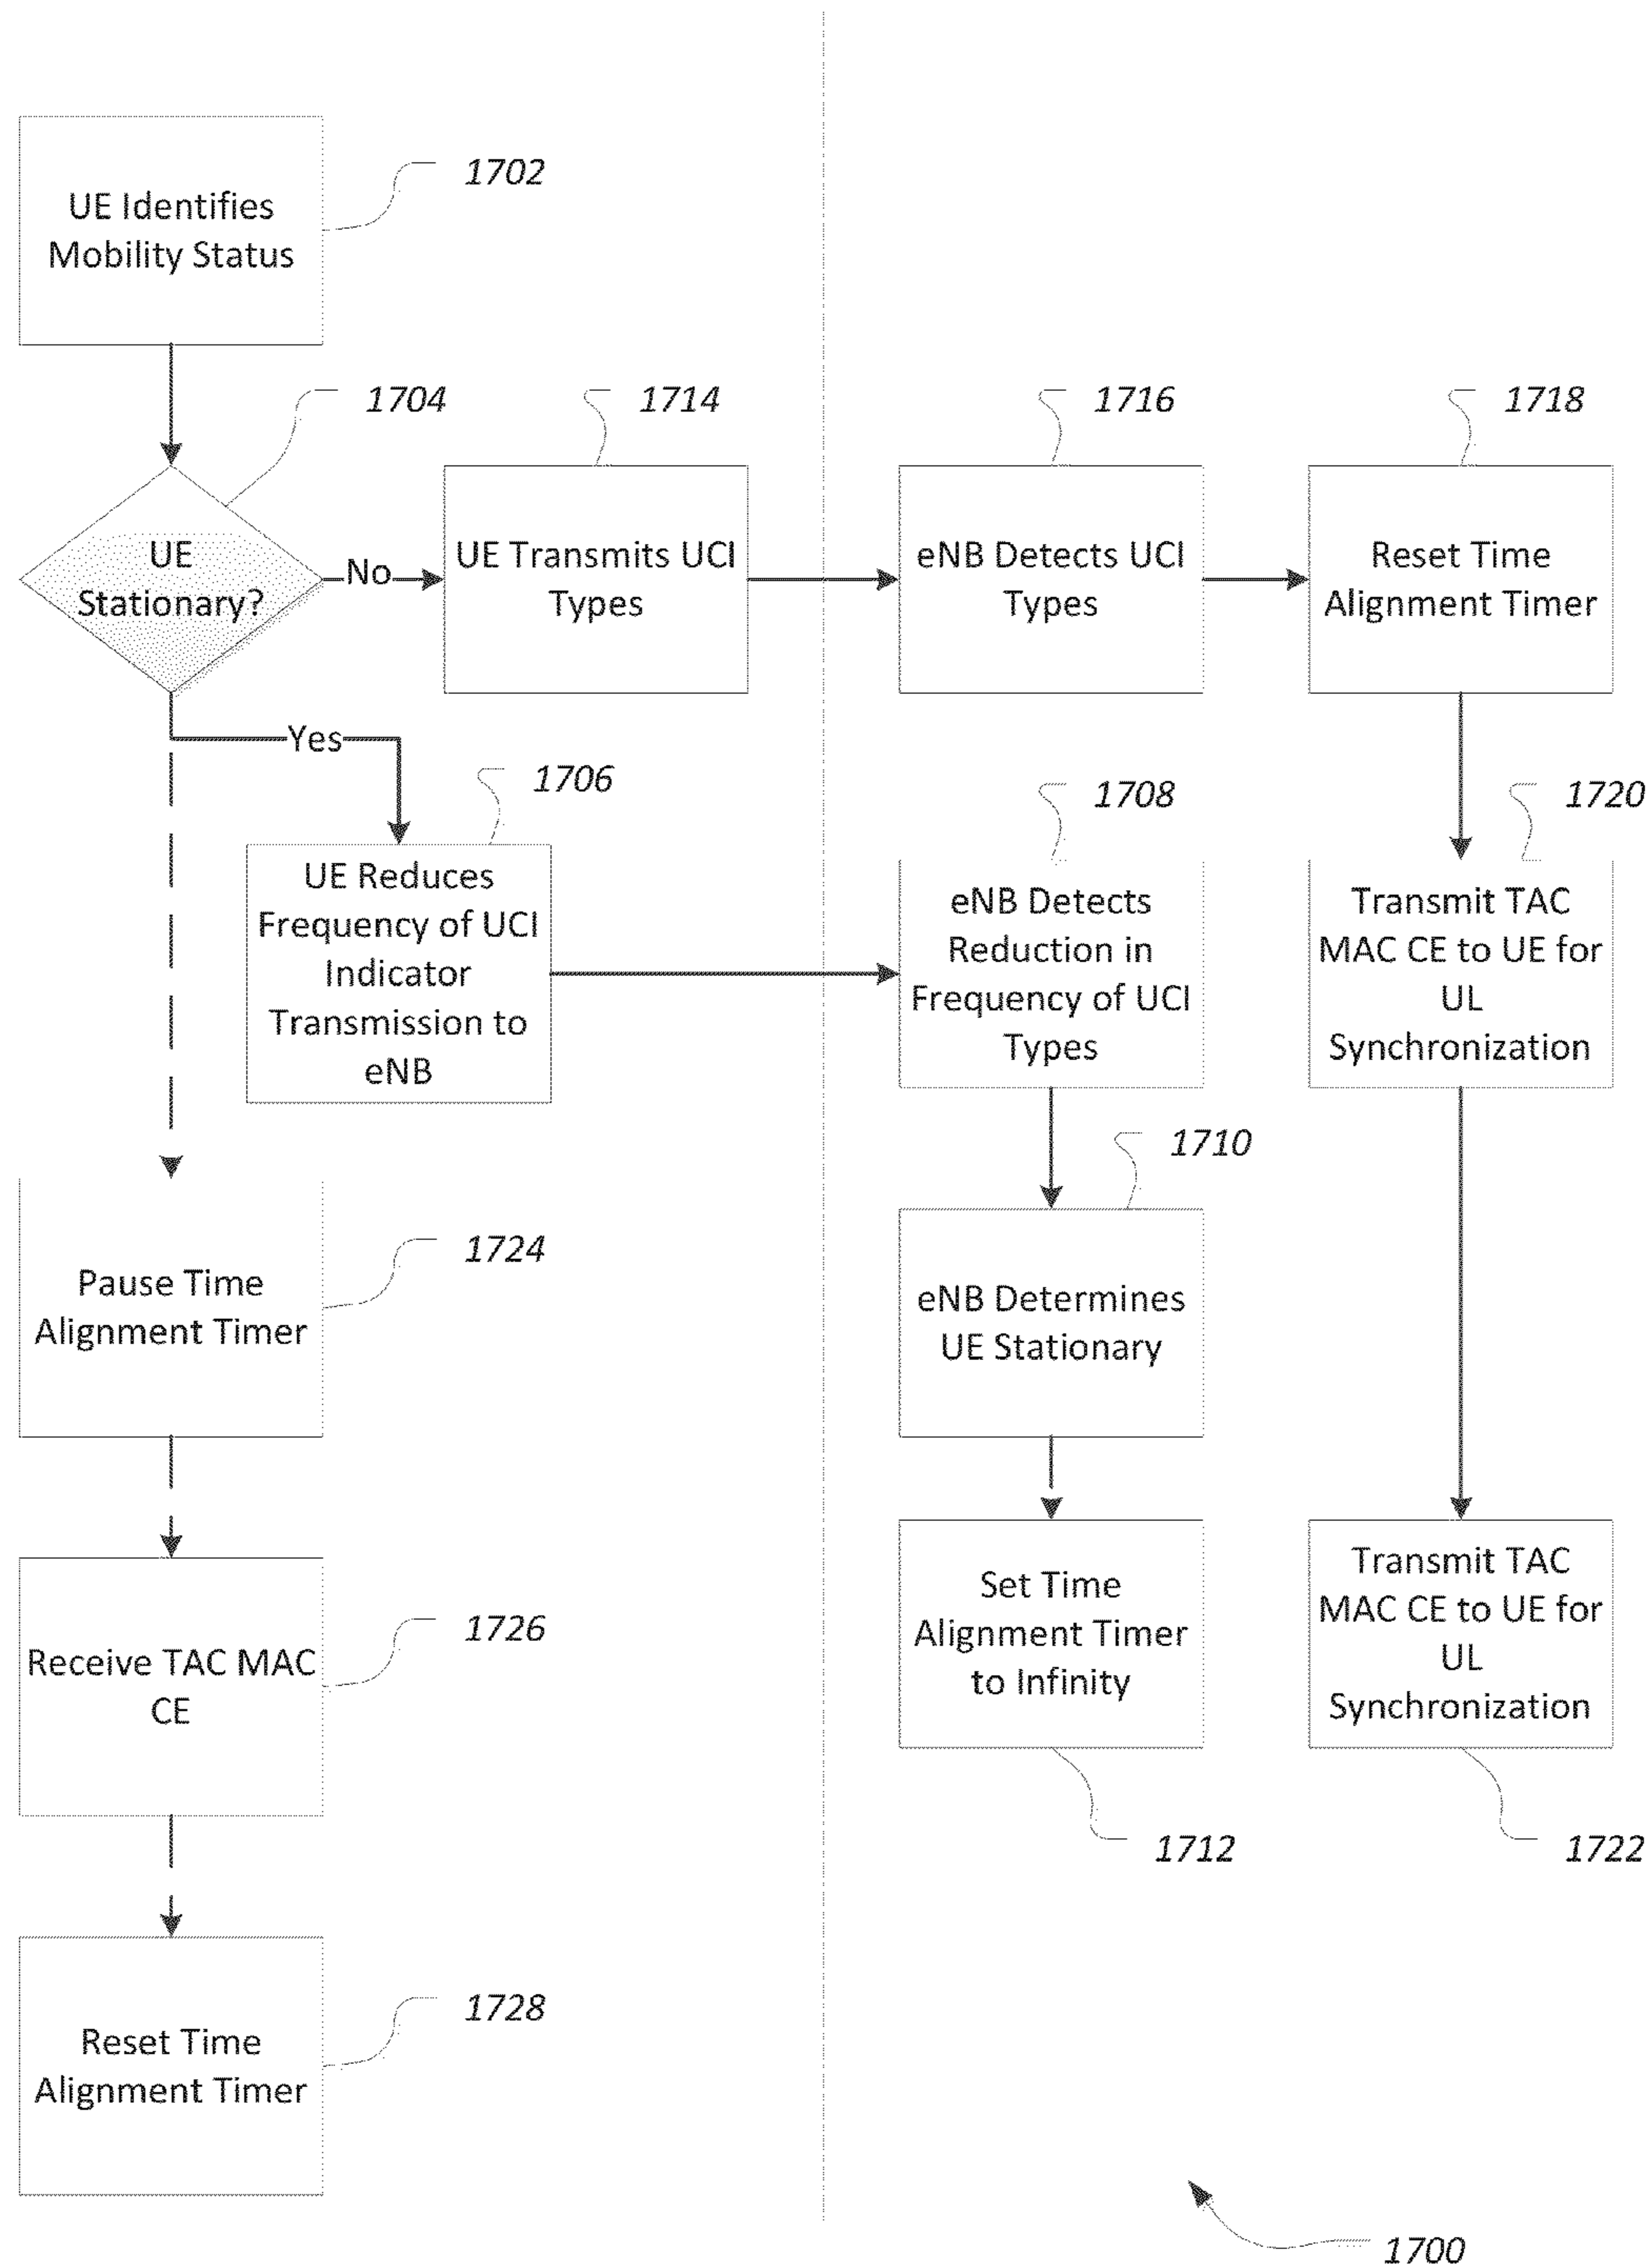 UE Identifies
Mobility Status
1702
UE
Stationary?
1704
No
UE Transmits UCI
Types
1714
eNB Detects UCI
Types
1716
Reset Time
Alignment Timer
1718
Yes
UE Reduces
Frequency of UCI
Indicator
Transmission to
eNB
1706
eNB Detects
Reduction in
Frequency of UCI
Types
1708
Transmit TAC
MAC CE to UE for
UL
Synchronization
1720
eNB Determines
UE Stationary
1710
Pause Time
Alignment Timer
1724
Set Time
Alignment Timer
to Infinity
1712
Transmit TAC
MAC CE to UE for
UL
Synchronization
1722
Receive TAC MAC
CE
1726
Reset Time
Alignment Timer
1728
1700